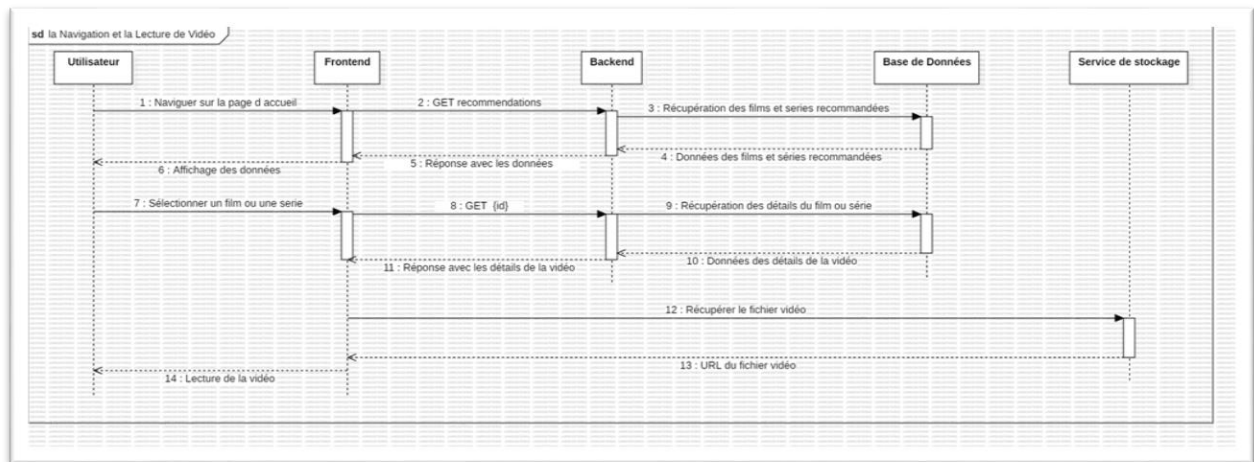 sd la Navigation et la Lecture de Vidéo
Utilisateur
Frontend
Backend
Base de Données
Service de stockage
1 : Naviguer sur la page d accueil
2 : GET recommendations
3 : Récupération des films et series recommandées
4 : Données des films et séries recommandées
5 : Réponse avec les données
6 : Affichage des données
7 : Sélectionner un film ou une serie
8 : GET {id}
9 : Récupération des détails du film ou série
10 : Données des détails de la vidéo
11 : Réponse avec les détails de la vidéo
12 : Récupérer le fichier vidéo
13 : URL du fichier vidéo
14 : Lecture de la vidéo